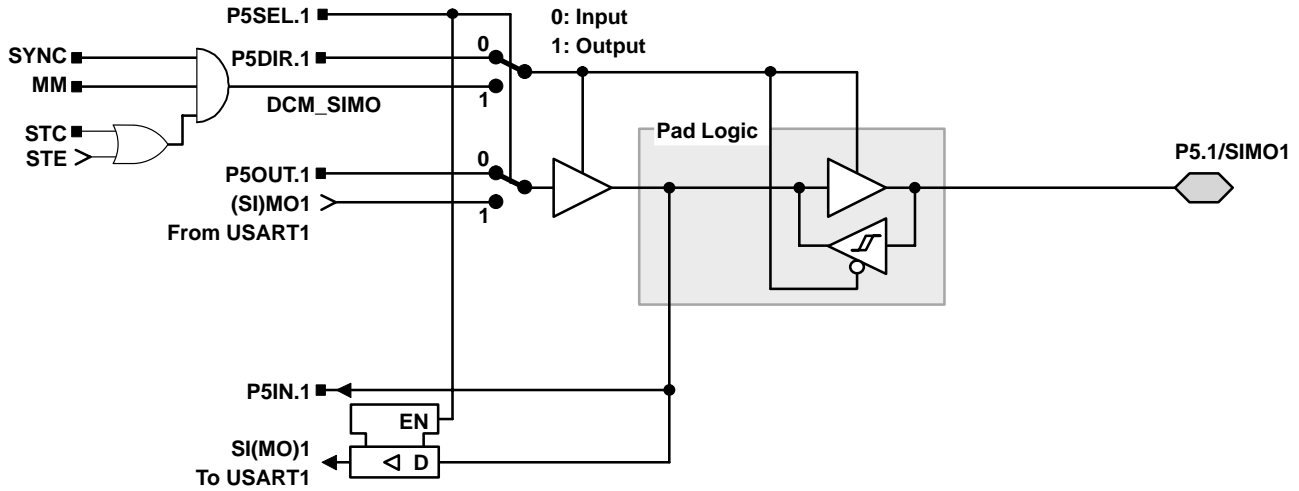 P5SEL.1
0: Input
1: Output
SYNC
P5DIR.1
0
MM
1
DCM_SIMO
STC
STE
Pad Logic
P5.1/SIMO1
P5OUT.1
0
(SI)MO1
1
From USART1
P5IN.1
EN
SI(MO)1
D
To USART1